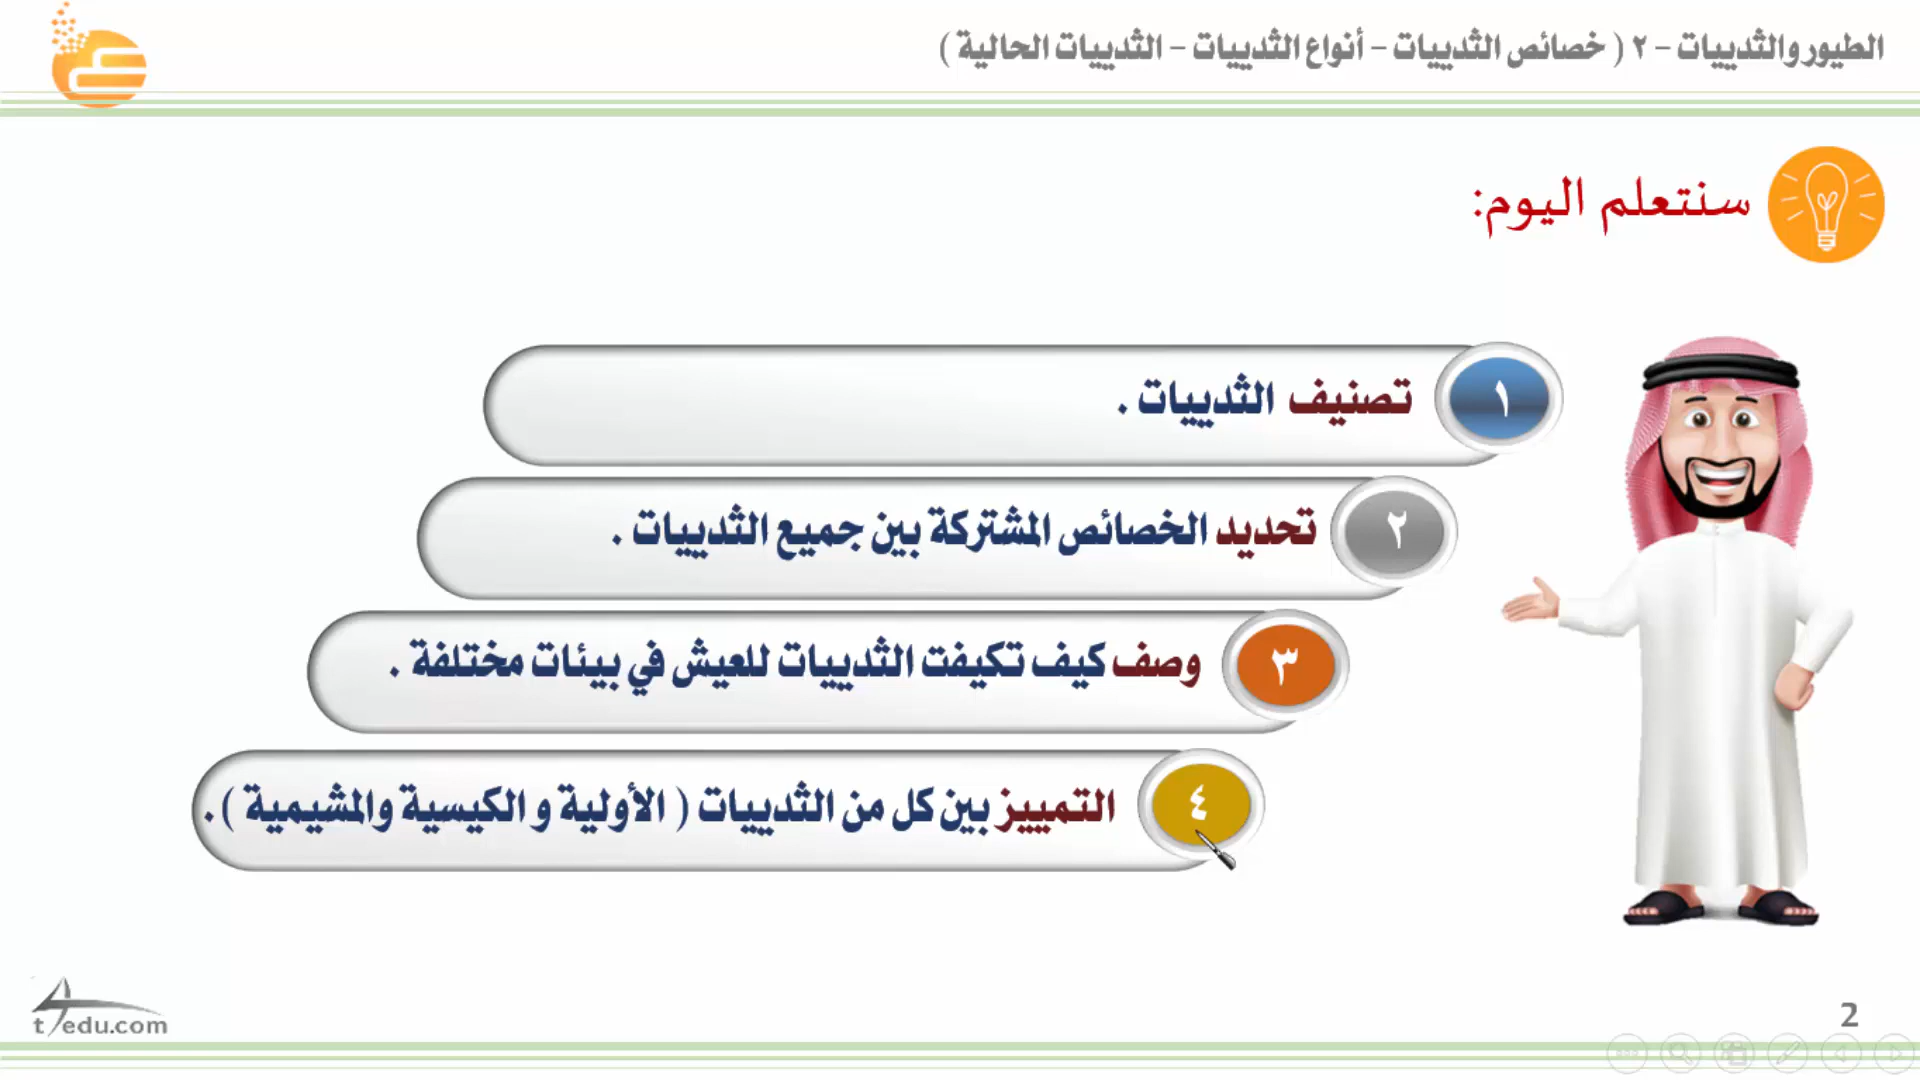 الطيور والثدييات - ٢ ( خصائص الثدييات - أنواع الثدييات - الثدييات الحالية )
سنتعلم اليوم:
١ تصنيف الثدييات .
٢ تحديد الخصائص المشتركة بين جميع الثدييات .
٣ وصف كيف تكيفت الثدييات للعيش في بيئات مختلفة .
٤ التمييز بين كل من الثدييات ( الأولية و الكيسية والمشيمية ) .
t4edu.com
2